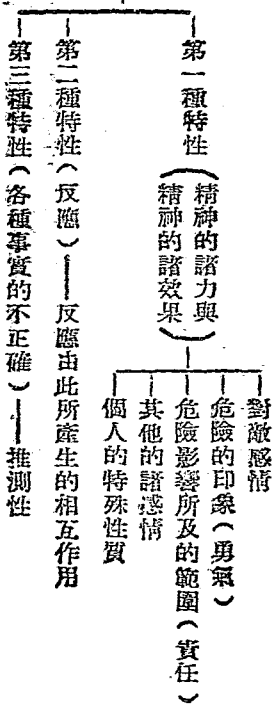 第一種特性（精神的諸力與精神的諸效果）
對敵感情
危險的印象（勇氣）
危險影響所及的範圍（責任）
其他的諸感情
個人的特殊性質
第二種特性（反應）——反應由此所產生的相互作用
第三種特性（各種事實的不正確）——推測性